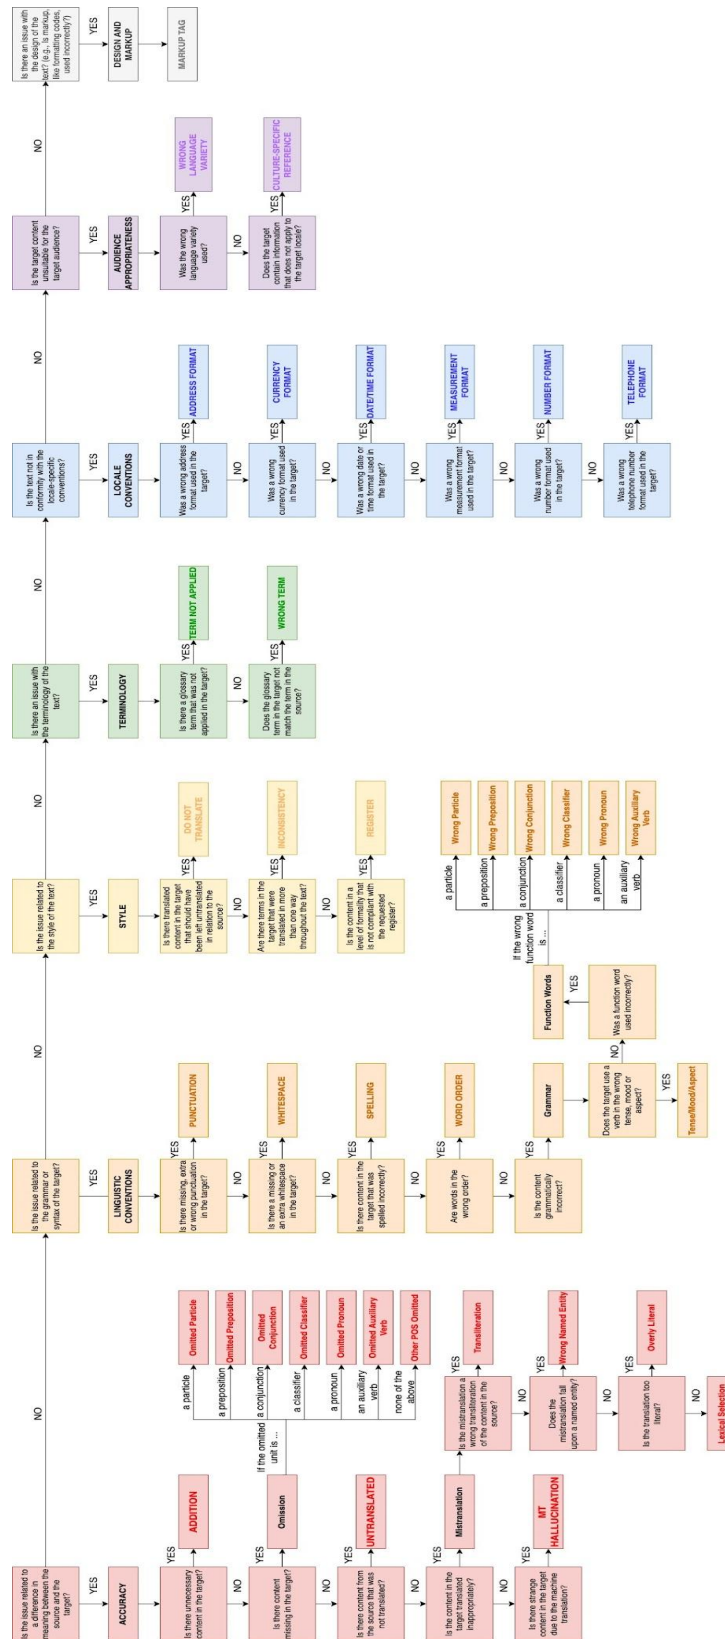 Is the issue related to
a difference in
meaning between the
source and the
target?
YES
NO
ACCURACY
Is there unnecessary
content in the target?
YES
ADDITION
NO
Is there content
missing in the target?
YES
Omission
If the omitted
unit is ...
a particle
Omitted Particle
a preposition
Omitted Preposition
a conjunction
Omitted
Conjunction
a classifier
Omitted Classifier
a pronoun
Omitted Pronoun
an auxiliary
verb
Omitted Auxiliary
Verb
none of the
above
Other POS Omitted
NO
Is there content from
the source that was
not translated?
YES
UNTRANSLATED
NO
Is the content in the
target translated
inappropriately?
YES
Mistranslation
Is the mistranslation a
wrong transliteration
of the content in the
source?
YES
Transliteration
NO
Does the
mistranslation fall
upon a named entity?
YES
Wrong Named Entity
NO
Is the translation too
literal?
YES
Overly Literal
NO
Lexical Selection
NO
Is there strange
content in the target
due to the machine
translation?
YES
MT
HALLUCINATION
Is the issue related to
the grammar or
syntax of the target?
YES
NO
LINGUISTIC
CONVENTIONS
Is there missing, extra
or wrong punctuation
in the target?
YES
PUNCTUATION
NO
Is there a missing or
an extra whitespace
in the target?
YES
WHITESPACE
NO
Is there content in the
target that was
spelled incorrectly?
YES
SPELLING
NO
Are words in the
wrong order?
YES
WORD ORDER
NO
Is the content
grammatically
incorrect?
YES
Grammar
Does the target use a
verb in the wrong
tense, mood or
aspect?
YES
Tense/Mood/Aspect
NO
Was a function word
used incorrectly?
YES
Function Words
If the wrong
function word
is ...
a particle
Wrong Particle
a preposition
Wrong Preposition
a conjunction
Wrong Conjunction
a classifier
Wrong Classifier
a pronoun
Wrong Pronoun
an auxiliary
verb
Wrong Auxiliary
Verb
Is the issue related to
the style of the text?
YES
NO
STYLE
Is there translated
content in the target
that should have
been left untranslated
in relation to the
source?
YES
DO NOT
TRANSLATE
NO
Are there terms in the
target that were
translated in more
than one way
throughout the text?
YES
INCONSISTENCY
NO
Is the content in a
level of formality that
is not compliant with
the requested
register?
YES
REGISTER
Is there an issue with
the terminology of the
text?
YES
NO
TERMINOLOGY
Is there a glossary
term that was not
applied in the target?
YES
TERM NOT APPLIED
NO
Does the glossary
term in the target not
match the term in the
source?
YES
WRONG TERM
Is the text not in
conformity with the
locale-specific
conventions?
YES
NO
LOCALE
CONVENTIONS
Was a wrong address
format used in the
target?
YES
ADDRESS FORMAT
NO
Was a wrong
currency format used
in the target?
YES
CURRENCY
FORMAT
NO
Was a wrong date or
time format used in
the target?
YES
DATE/TIME FORMAT
NO
Was a wrong
measurement format
used in the target?
YES
MEASUREMENT
FORMAT
NO
Was a wrong
number format used
in the target?
YES
NUMBER FORMAT
NO
Was a wrong
telephone number
format used in the
target?
YES
TELEPHONE
FORMAT
Is the target content
unsuitable for the
target audience?
YES
NO
AUDIENCE
APPROPRIATENESS
Was the wrong
language variety
used?
YES
WRONG
LANGUAGE
VARIETY
NO
Does the target
contain information
that does not apply to
the target locale?
YES
CULTURE-SPECIFIC
REFERENCE
Is there an issue with
the design of the
text? (e.g., Is markup,
like formatting codes,
used incorrectly?)
YES
DESIGN AND
MARKUP
MARKUP TAG